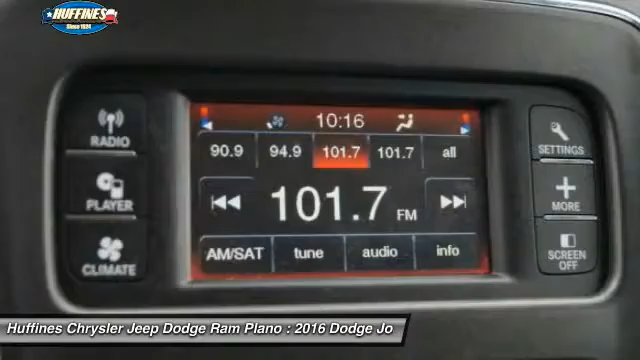 HUFFINES
Since 1924
RADIO
PLAYER
CLIMATE
10:16
90.9 94.9 101.7 101.7 all
101.7 FM
AM/SAT tune audio info
SETTINGS
MORE
SCREEN OFF
Huffines Chrysler Jeep Dodge Ram Plano : 2016 Dodge Jo